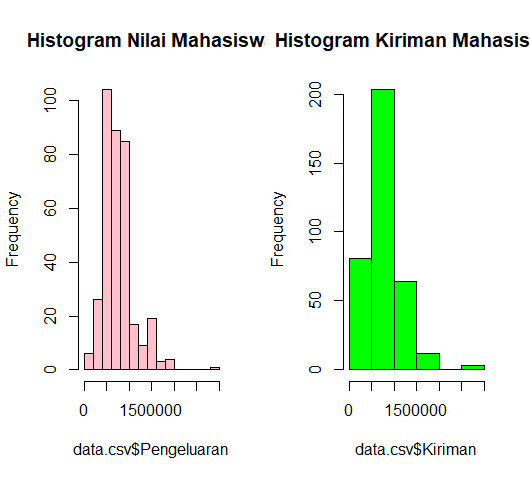 Histogram Nilai Mahasisw
Frequency
0
20
40
60
80
100
0
1500000
data.csv$Pengeluaran
Histogram Kiriman Mahasis
Frequency
0
50
100
150
200
0
1500000
data.csv$Kiriman